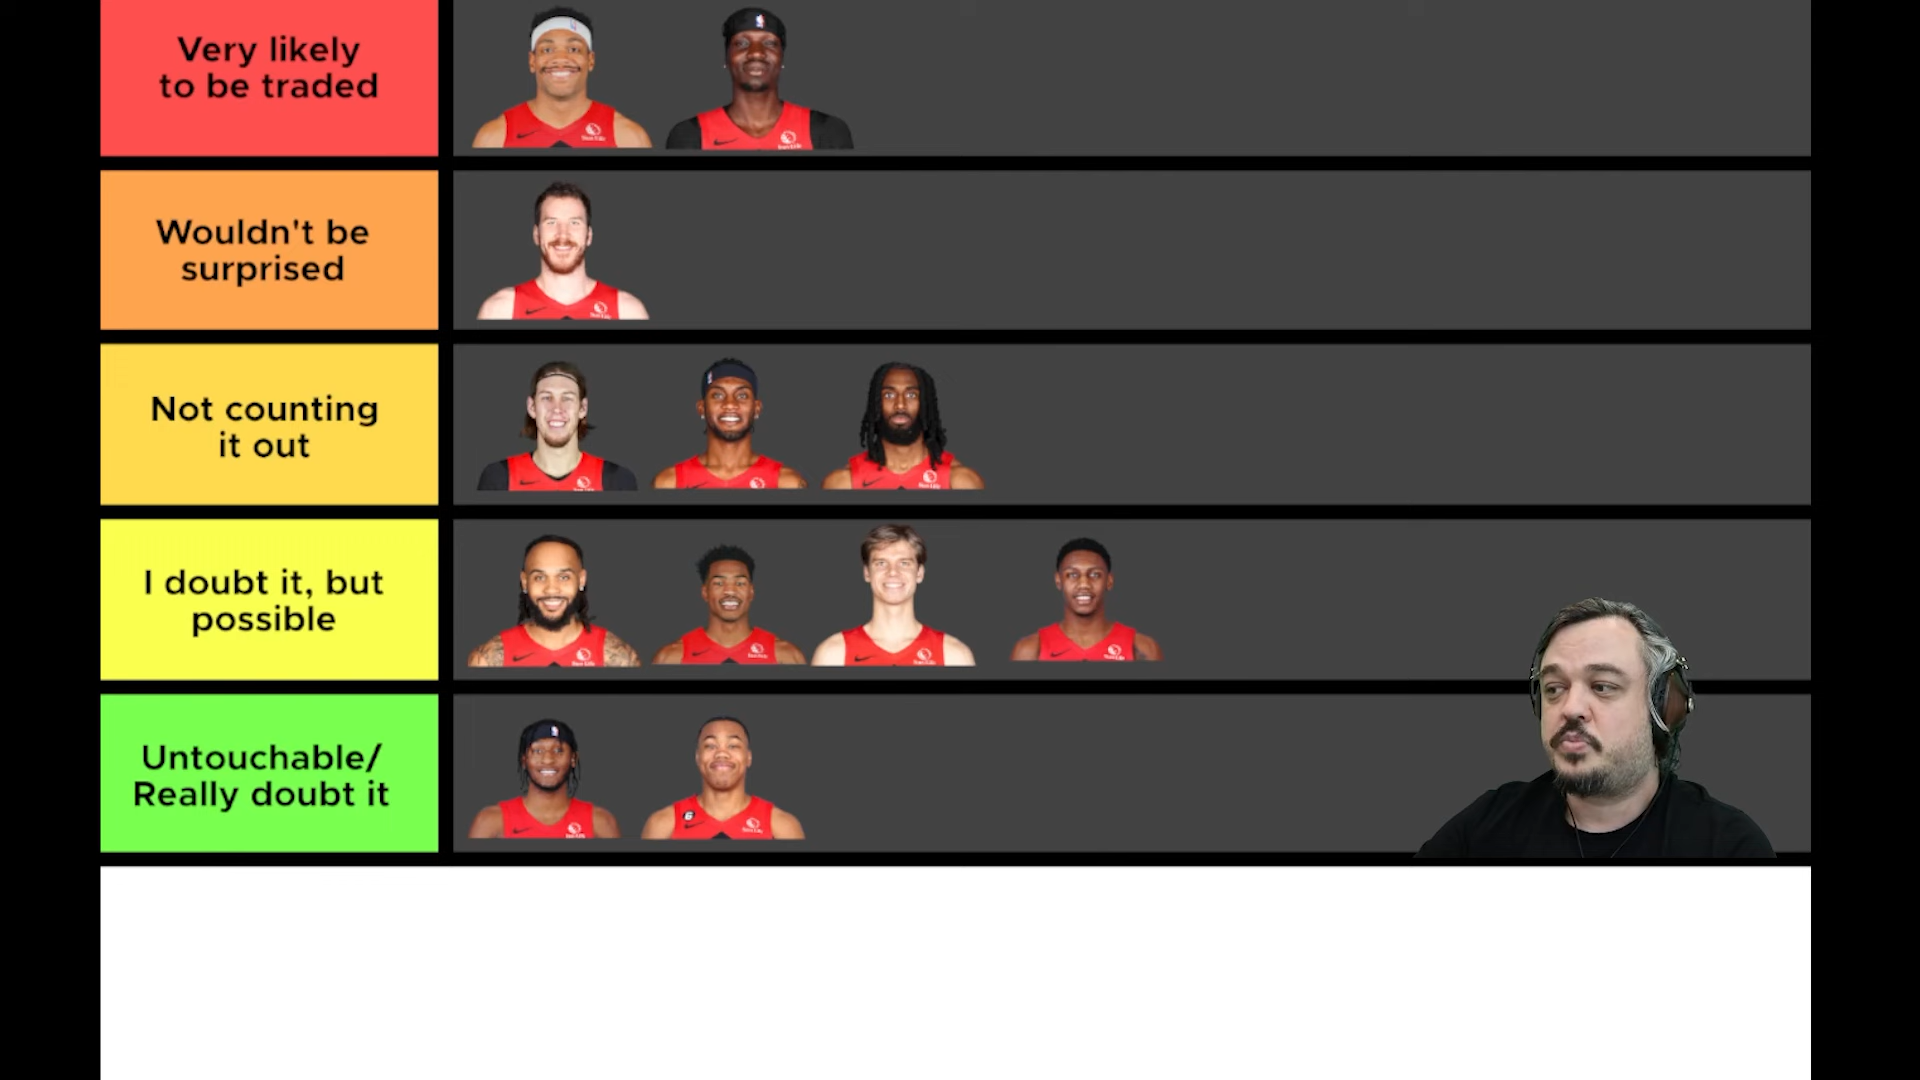 Very likely
to be traded
Wouldn't be
surprised
Not counting
it out
I doubt it, but
possible
Untouchable/
Really doubt it